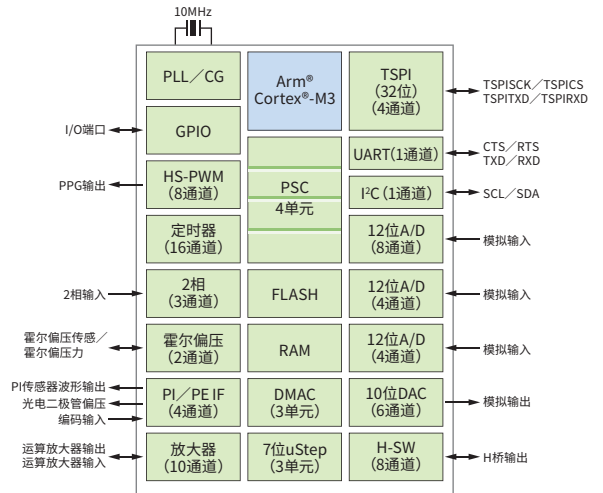 10MHz
PLL／CG
Arm®
Cortex®-M3
TSPI
(32位)
(4通道)
TSPISCK／TSPICS
TSPITXD／TSPIRXD
I/O端口
GPIO
UART(1通道)
CTS／RTS
TXD／RXD
PPG输出
HS-PWM
(8通道)
PSC
4单元
I²C (1通道)
SCL／SDA
定时器
(16通道)
12位A/D
(8通道)
模拟输入
2相输入
2相
(3通道)
FLASH
12位A/D
(4通道)
模拟输入
霍尔偏压传感／
霍尔偏压力
霍尔偏压
(2通道)
RAM
12位A/D
(4通道)
模拟输入
PI传感器波形输出
光电二极管偏压
编码输入
PI／PE IF
(4通道)
DMAC
(3单元)
10位DAC
(6通道)
模拟输出
运算放大器输出
运算放大器输入
放大器
(10通道)
7位uStep
(3单元)
H-SW
(8通道)
H桥输出